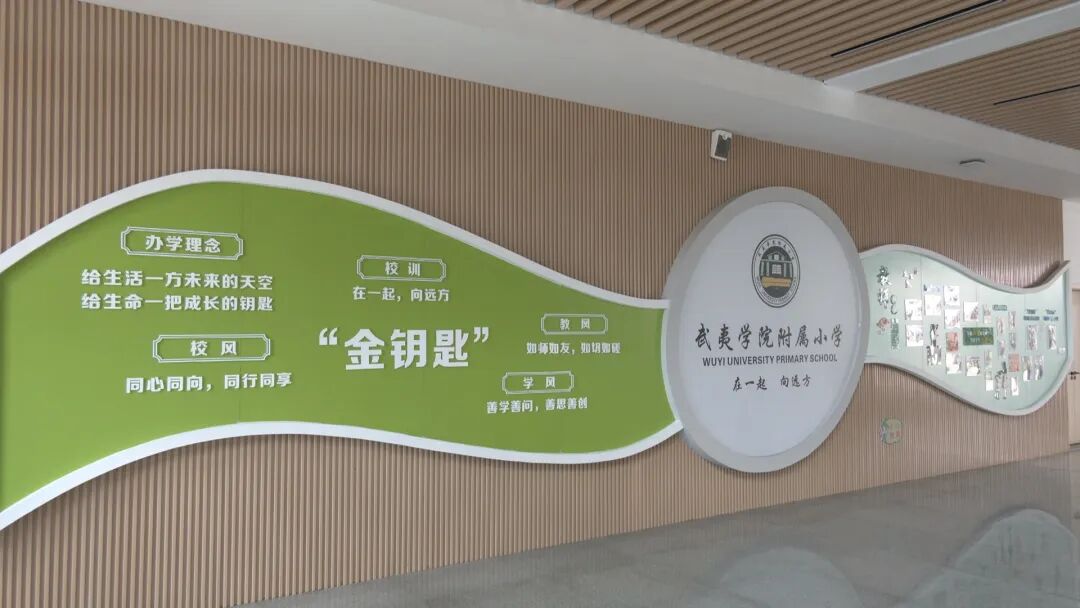 办学理念
给生活一方未来的天空
给生命一把成长的钥匙
校训
在一起，向远方
校风
同心同向，同行同享
“金钥匙”
教风
如师如友，如切如磋
学风
善学善问，善思善创
武夷学院附属小学
WUYI UNIVERSITY PRIMARY SCHOOL
在一起 向远方